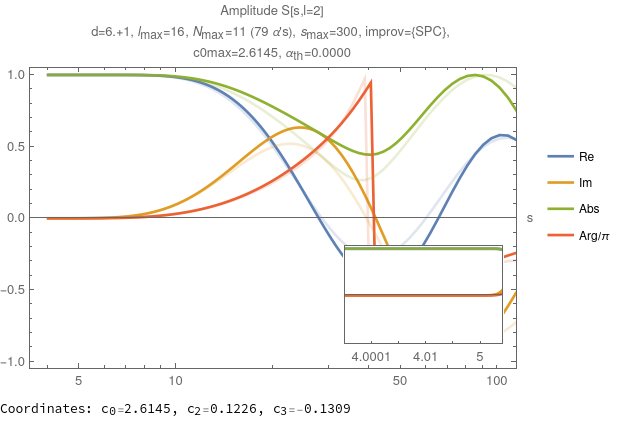 Amplitude S[s,l=2]
d=6.+1, lmax=16, Nmax=11 (79 α's), smax=300, improv={SPC},
c0max=2.6145, αth=0.0000
1.0
0.5
0.0
-0.5
-1.0
5
10
50
100
s
Re
Im
Abs
Arg/π
4.0001
4.01
5
Coordinates: c0=2.6145, c2=0.1226, c3=-0.1309